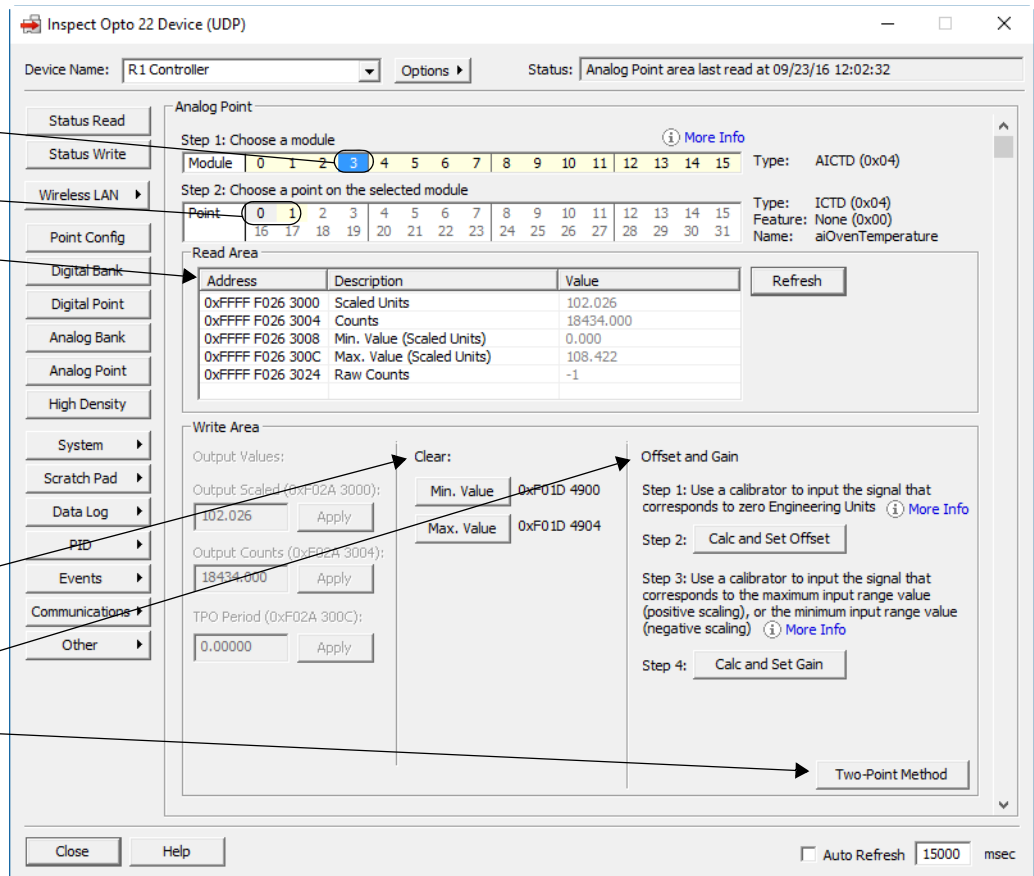 Inspect Opto 22 Device (UDP)
Device Name: R1 Controller Options Status: Analog Point area last read at 09/23/16 12:02:32
Status Read
Status Write
Wireless LAN
Point Config
Digital Bank
Digital Point
Analog Bank
Analog Point
High Density
System
Scratch Pad
Data Log
PID
Events
Communications
Other
Analog Point
Step 1: Choose a module More Info
Module 0 1 2 3 4 5 6 7 8 9 10 11 12 13 14 15 Type: AICTD (0x04)
Step 2: Choose a point on the selected module
Point 0 1 2 3 4 5 6 7 8 9 10 11 12 13 14 15
16 17 18 19 20 21 22 23 24 25 26 27 28 29 30 31
Type: ICTD (0x04)
Feature: None (0x00)
Name: aiOvenTemperature
Read Area
Address Description Value
0xFFFF F026 3000 Scaled Units 102.026
0xFFFF F026 3004 Counts 18434.000
0xFFFF F026 3008 Min. Value (Scaled Units) 0.000
0xFFFF F026 300C Max. Value (Scaled Units) 108.422
0xFFFF F026 3024 Raw Counts -1
Refresh
Write Area
Output Values:
Output Scaled (0xF02A 3000):
102.026 Apply
Output Counts (0xF02A 3004):
18434.000 Apply
TPO Period (0xF02A 300C):
0.00000 Apply
Clear:
Min. Value 0xF01D 4900
Max. Value 0xF01D 4904
Offset and Gain
Step 1: Use a calibrator to input the signal that
corresponds to zero Engineering Units More Info
Step 2: Calc and Set Offset
Step 3: Use a calibrator to input the signal that
corresponds to the maximum input range value
(positive scaling), or the minimum input range value
(negative scaling) More Info
Step 4: Calc and Set Gain
Two-Point Method
Close Help Auto Refresh 15000 msec